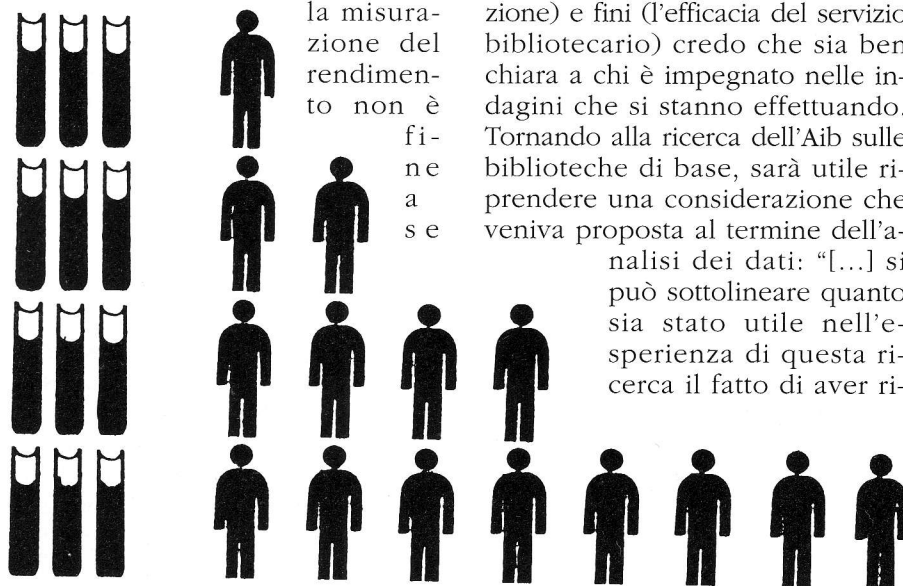 la misura-
zione del
rendimen-
to non è
fi-
ne
a
se
zione) e fini (l'efficacia del servizio
bibliotecario) credo che sia ben
chiara a chi è impegnato nelle in-
dagini che si stanno effettuando.
Tornando alla ricerca dell'Aib sulle
biblioteche di base, sarà utile ri-
prendere una considerazione che
veniva proposta al termine dell'a-
nalisi dei dati: “[...] si
può sottolineare quanto
sia stato utile nell'e-
sperienza di questa ri-
cerca il fatto di aver ri-